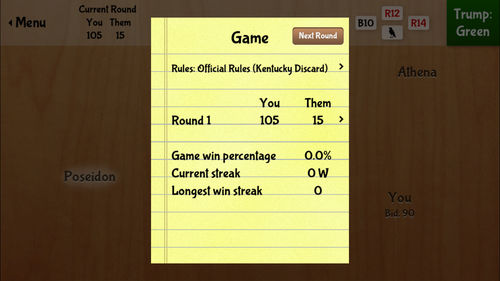 Menu
Current Round
You Them
105 15
B10
R12
R14
Trump:
Green
Game
Next Round
Rules: Official Rules (Kentucky Discard)
You Them
Round 1 105 15
Game win percentage 0.0%
Current streak 0 W
Longest win streak 0
Athena
Poseidon
You
Bid: 90